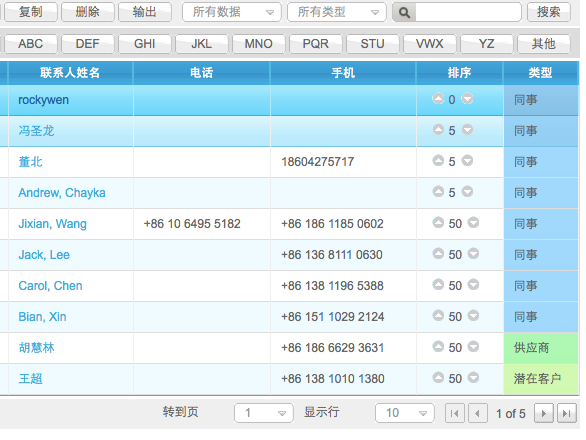 复制 删除 输出 所有数据 所有类型 搜索
ABC DEF GHI JKL MNO PQR STU VWX YZ 其他
联系人姓名 电话 手机 排序 类型
rockywen 0 同事
冯圣龙 5 同事
董北 18604275717 5 同事
Andrew, Chayka 5 同事
Jixian, Wang +86 10 6495 5182 +86 186 1185 0602 50 同事
Jack, Lee +86 136 8111 0630 50 同事
Carol, Chen +86 138 1196 5388 50 同事
Bian, Xin +86 151 1029 2124 50 同事
胡慧林 +86 186 6629 3631 50 供应商
王超 +86 138 1010 1380 50 潜在客户
转到页 1 显示行 10 1 of 5